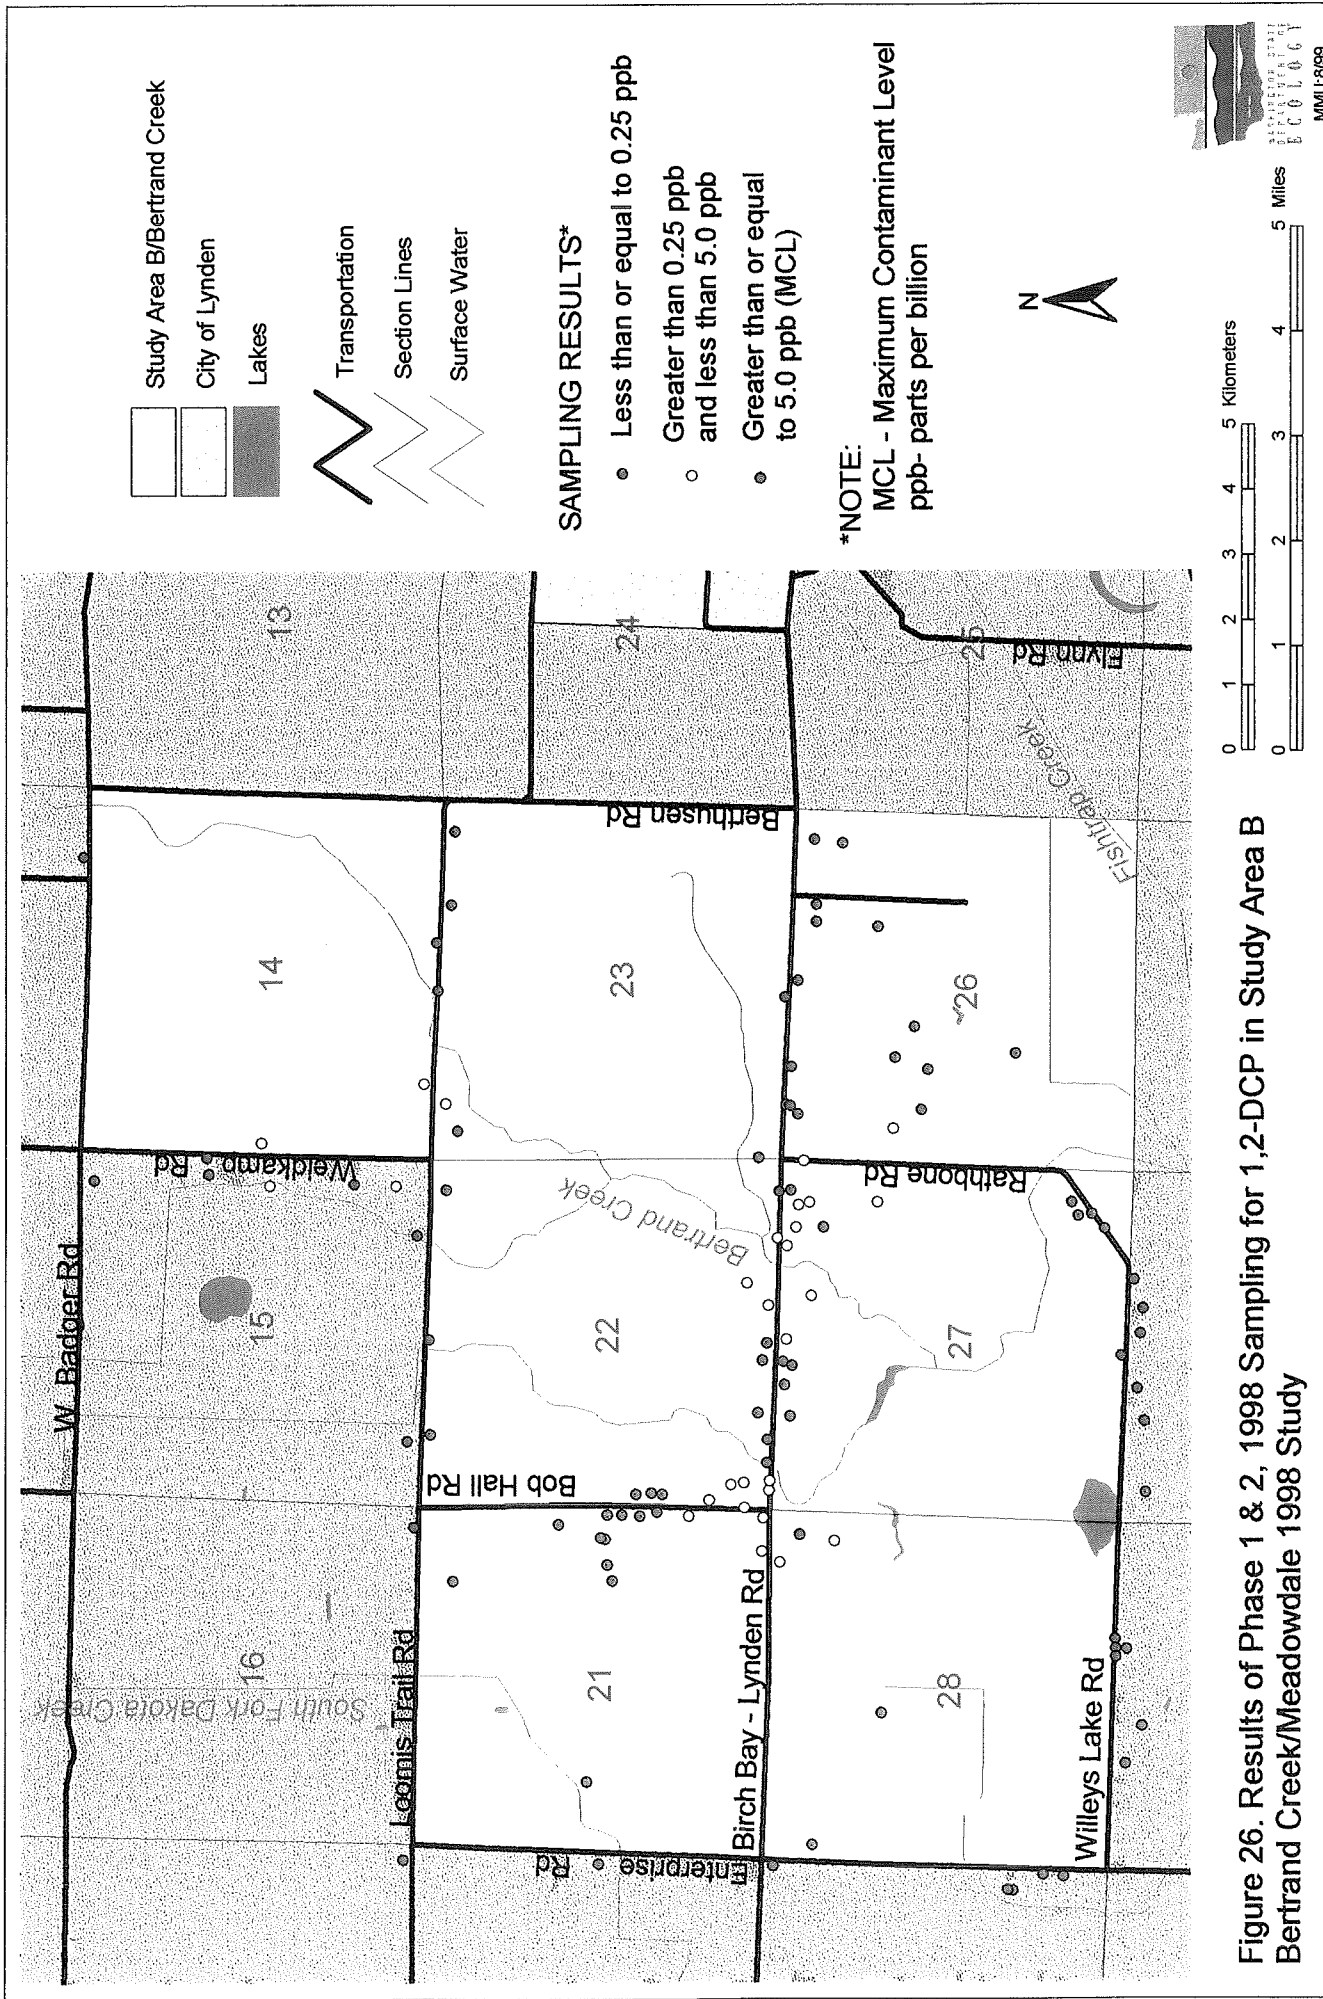 Study Area B/Bertrand Creek
City of Lynden
Lakes
Transportation
Section Lines
Surface Water
SAMPLING RESULTS*
Less than or equal to 0.25 ppb
Greater than 0.25 ppb
and less than 5.0 ppb
Greater than or equal
to 5.0 ppb (MCL)
*NOTE:
MCL - Maximum Contaminant Level
ppb- parts per billion
N
0 1 2 3 4 5 Kilometers
0 1 2 3 4 5 Miles
WASHINGTON STATE
DEPARTMENT OF
ECOLOGY
W. Badger Rd
Weidkamp Rd
Loomis Trail Rd
Bob Hall Rd
Berthusen Rd
Birch Bay - Lynden Rd
Enterprise Rd
Rathbone Rd
Willeys Lake Rd
Flynn Rd
South Fork Dakota Creek
Bertrand Creek
Fishtrap Creek
16
15
14
13
21
22
23
24
28
27
26
25
Figure 26. Results of Phase 1 & 2, 1998 Sampling for 1,2-DCP in Study Area B
Bertrand Creek/Meadowdale 1998 Study